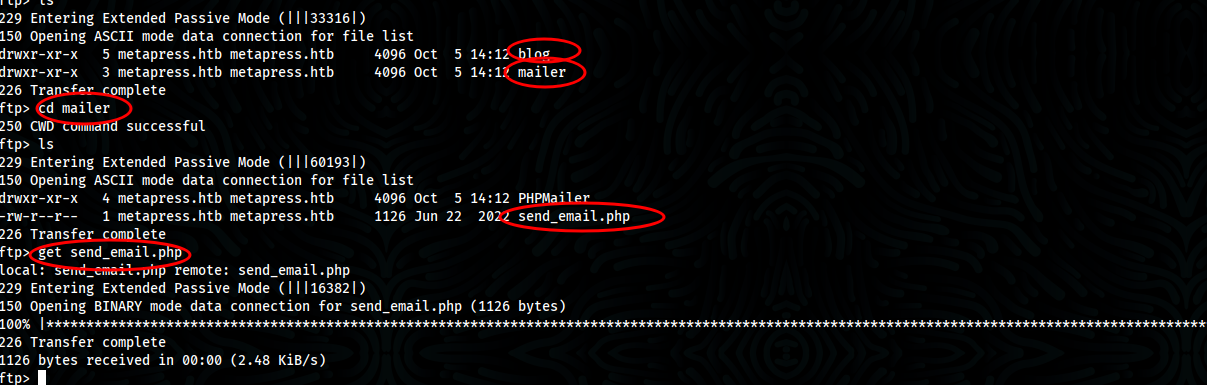 ftp> ls
229 Entering Extended Passive Mode (|||33316|)
150 Opening ASCII mode data connection for file list
drwxr-xr-x   5 metapress.htb metapress.htb     4096 Oct  5 14:12 blog
drwxr-xr-x   3 metapress.htb metapress.htb     4096 Oct  5 14:12 mailer
226 Transfer complete
ftp> cd mailer
250 CWD command successful
ftp> ls
229 Entering Extended Passive Mode (|||60193|)
150 Opening ASCII mode data connection for file list
drwxr-xr-x   4 metapress.htb metapress.htb     4096 Oct  5 14:12 PHPMailer
-rw-r--r--   1 metapress.htb metapress.htb     1126 Jun 22  2022 send_email.php
226 Transfer complete
ftp> get send_email.php
local: send_email.php remote: send_email.php
229 Entering Extended Passive Mode (|||16382|)
150 Opening BINARY mode data connection for send_email.php (1126 bytes)
100% |***********************************************************************************************************************************************
226 Transfer complete
1126 bytes received in 00:00 (2.48 KiB/s)
ftp>